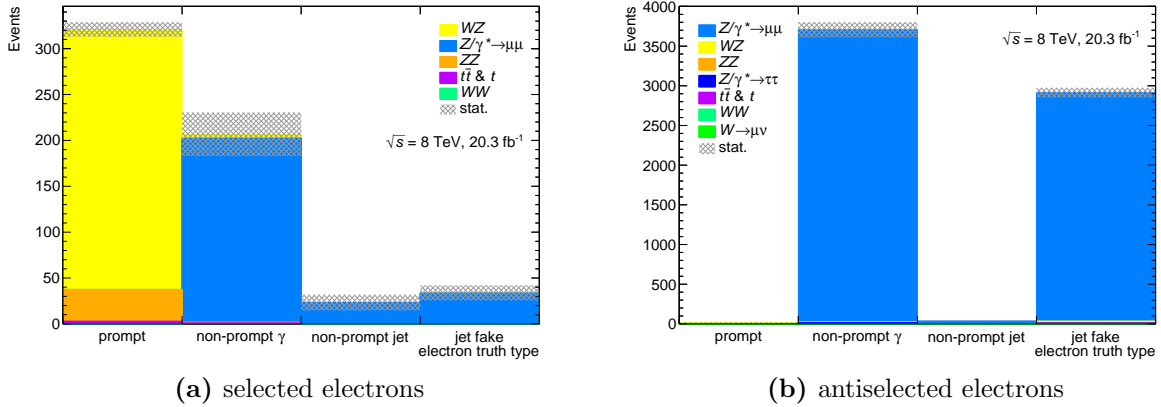 Events
300
250
200
150
100
50
0
WZ
Z/γ*→μμ
ZZ
tt̄ & t
WW
stat.
√s = 8 TeV, 20.3 fb⁻¹
prompt
non-prompt γ
non-prompt jet
jet fake
electron truth type
(a) selected electrons
Events
4000
3500
3000
2500
2000
1500
1000
500
0
Z/γ*→μμ
WZ
ZZ
Z/γ*→ττ
tt̄ & t
WW
W→μν
stat.
√s = 8 TeV, 20.3 fb⁻¹
prompt
non-prompt γ
non-prompt jet
jet fake
electron truth type
(b) antiselected electrons